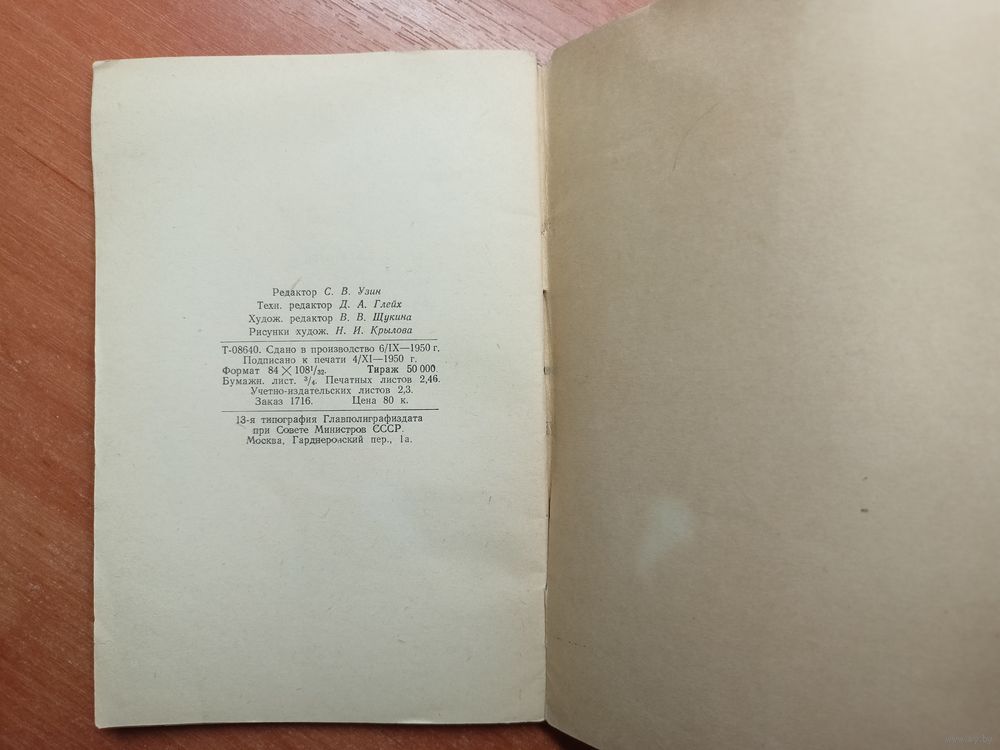 Редактор С. В. Узин
Техн. редактор Д. А. Глейх
Худож. редактор В. В. Щукина
Рисунки худож. Н. И. Крылова
Т-08640. Сдано в производство 6/IX—1950 г.
Подписано к печати 4/XI—1950 г.
Формат 84 × 108¹/₃₂. Тираж 50 000.
Бумажн. лист. ³/₄. Печатных листов 2,46.
Учетно-издательских листов 2,3.
Заказ 1716. Цена 80 к.
13-я типография Главполиграфиздата
при Совете Министров СССР.
Москва, Гарднеровский пер., 1а.
www.ay.by